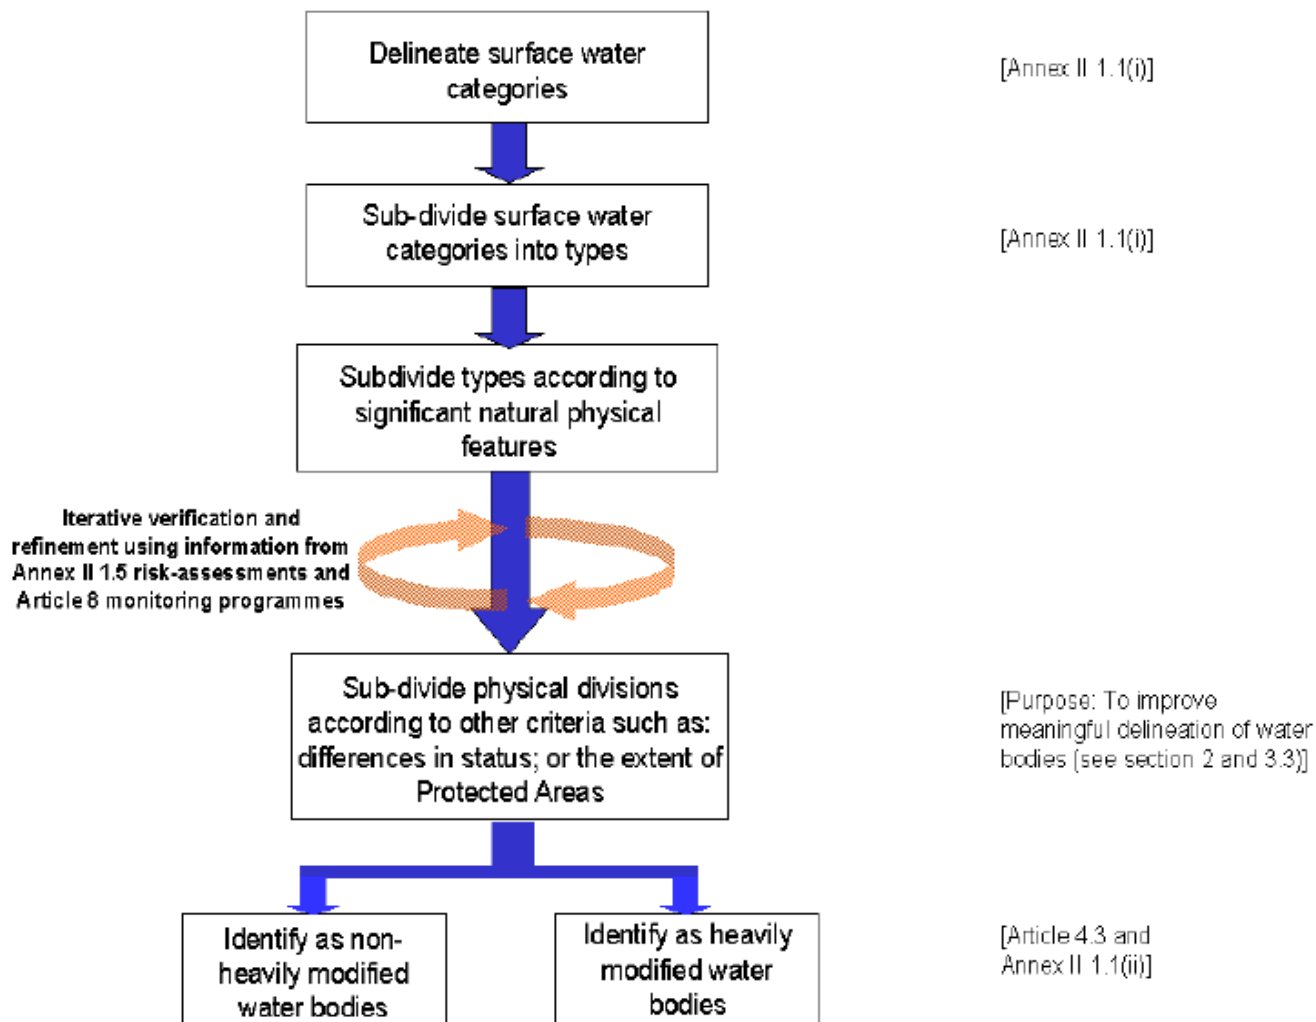 Delineate surface water
categories
[Annex II 1.1(i)]
Sub-divide surface water
categories into types
[Annex II 1.1(i)]
Subdivide types according to
significant natural physical
features
Iterative verification and
refinement using information from
Annex II 1.5 risk-assessments and
Article 8 monitoring programmes
Sub-divide physical divisions
according to other criteria such as:
differences in status; or the extent of
Protected Areas
[Purpose: To improve
meaningful delineation of water
bodies (see section 2 and 3.3)]
Identify as non-
heavily modified
water bodies
Identify as heavily
modified water
bodies
[Article 4.3 and
Annex II 1.1(ii)]